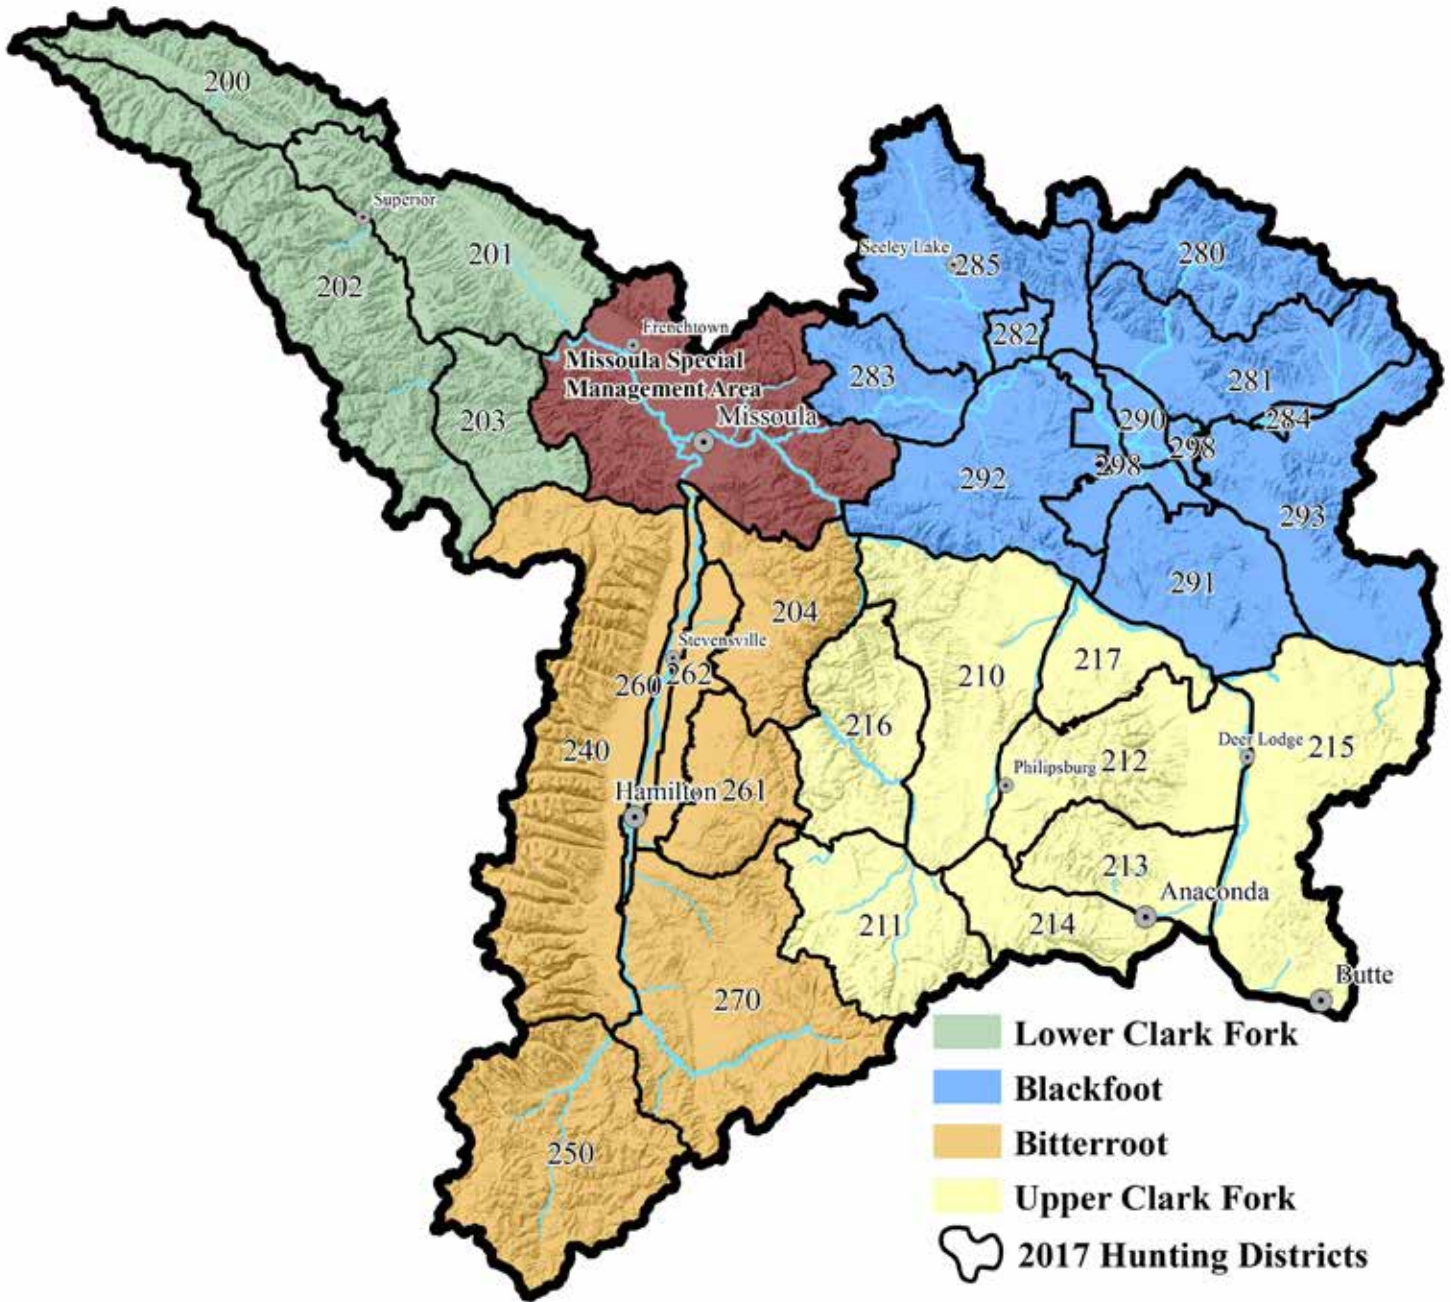 200
Superior
201
202
203
Frenchtown
Missoula Special
Management Area
Missoula
Seeley Lake
285
280
282
283
281
290
284
298
298
292
293
291
204
Stevensville
260
262
240
Hamilton
261
270
250
210
217
216
Philipsburg
212
Deer Lodge
215
213
Anaconda
211
214
Butte
Lower Clark Fork
Blackfoot
Bitterroot
Upper Clark Fork
2017 Hunting Districts